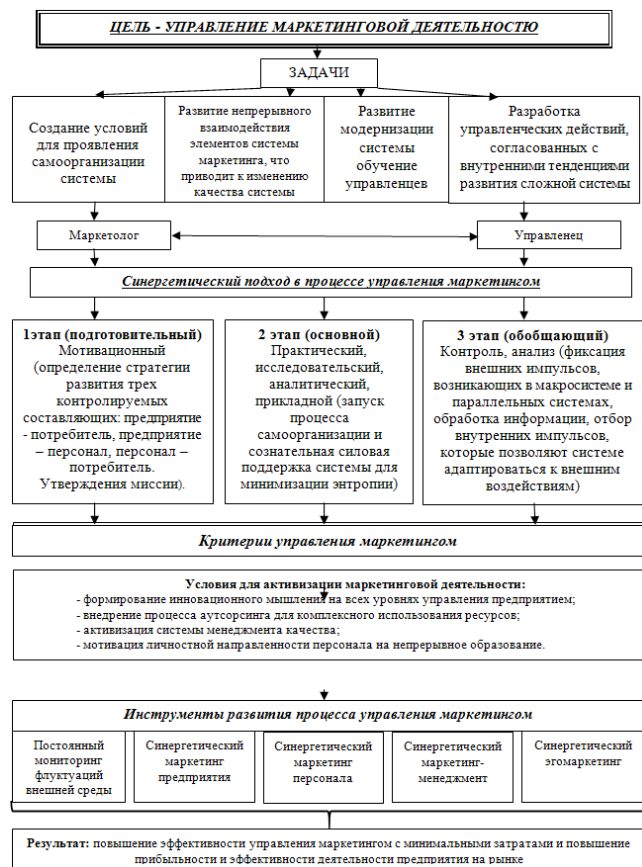 ЦЕЛЬ - УПРАВЛЕНИЕ МАРКЕТИНГОВОЙ ДЕЯТЕЛЬНОСТЬЮ
ЗАДАЧИ
Создание условий
для проявления
самоорганизации
системы
Развитие непрерывного
взаимодействия
элементов системы
маркетинга, что
приводит к изменению
качества системы
Развитие
модернизации
системы
обучение
управленцев
Разработка
управленческих действий,
согласованных с
внутренними тенденциями
развития сложной системы
Маркетолог
Управленец
Синергетический подход в процессе управления маркетингом
1этап (подготовительный)
Мотивационный
(определение стратегии
развития трех
контролируемых
составляющих: предприятие
- потребитель, предприятие
– персонал, персонал –
потребитель.
Утверждения миссии).
2 этап (основной)
Практический,
исследовательский,
аналитический,
прикладной (запуск
процесса
самоорганизации и
сознательная силовая
поддержка системы для
минимизации энтропии)
3 этап (обобщающий)
Контроль, анализ (фиксация
внешних импульсов,
возникающих в макросистеме и
параллельных системах,
обработка информации, отбор
внутренних импульсов,
которые позволяют системе
адаптироваться к внешним
воздействиям)
Критерии управления маркетингом
Условия для активизации маркетинговой деятельности:
- формирование инновационного мышления на всех уровнях управления предприятием;
- внедрение процесса аутсорсинга для комплексного использования ресурсов;
- активизация системы менеджмента качества;
- мотивация личностной направленности персонала на непрерывное образование.
Инструменты развития процесса управления маркетингом
Постоянный
мониторинг
флуктуаций
внешней среды
Синергетический
маркетинг
предприятия
Синергетический
маркетинг
персонала
Синергетический
маркетинг-
менеджмент
Синергетический
эгомаркетинг
Результат: повышение эффективности управления маркетингом с минимальными затратами и повышение
прибыльности и эффективности деятельности предприятия на рынке